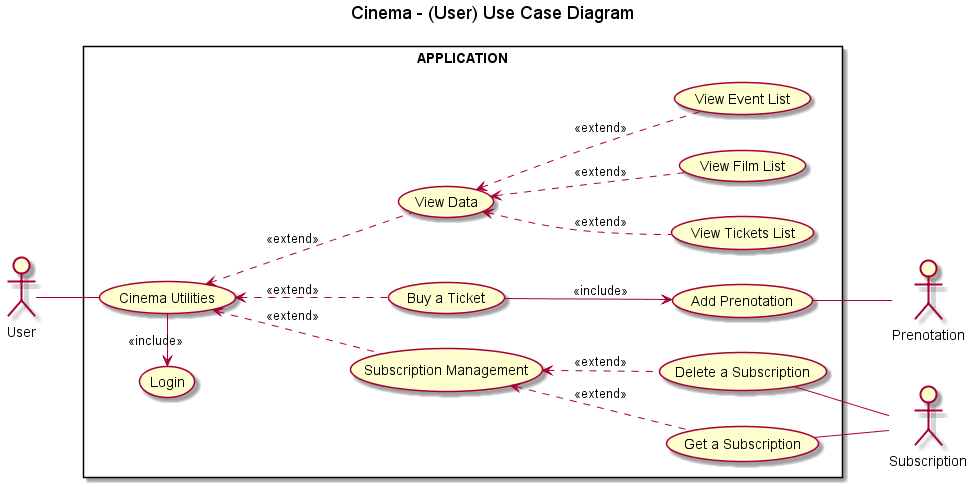 Cinema - (User) Use Case Diagram
APPLICATION
View Event List
«extend»
View Film List
«extend»
View Data
«extend»
View Tickets List
«extend»
User
Cinema Utilities
«extend»
Buy a Ticket
«include»
Add Prenotation
Prenotation
«extend»
«include»
Login
Subscription Management
«extend»
Delete a Subscription
«extend»
Get a Subscription
Subscription